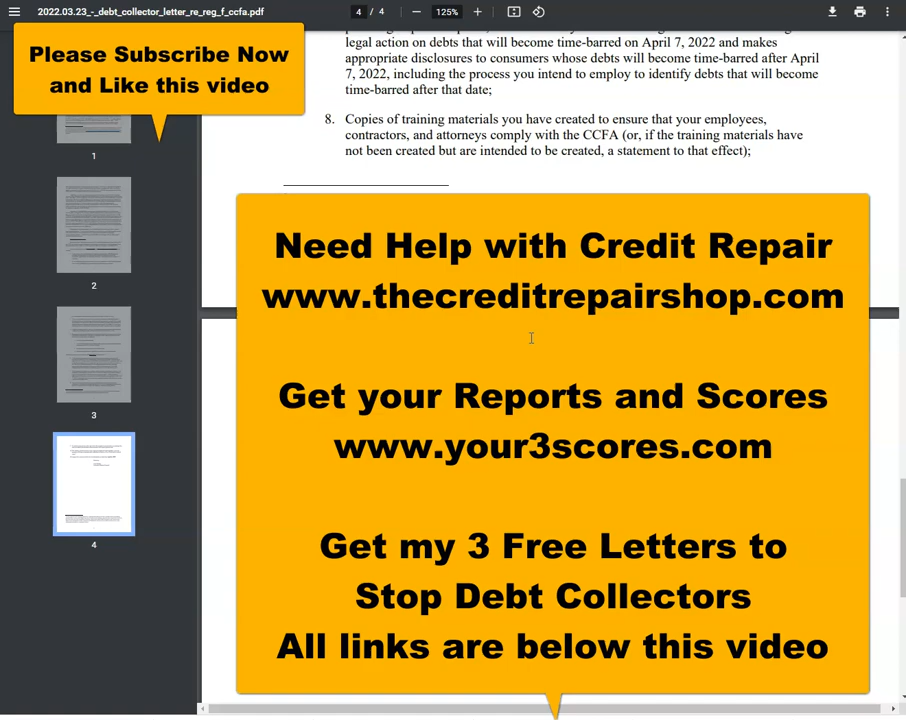 2022.03.23_-_debt_collector_letter_re_reg_f_ccfa.pdf
4 / 4
125%
Please Subscribe Now
and Like this video
legal action on debts that will become time-barred on April 7, 2022 and makes
appropriate disclosures to consumers whose debts will become time-barred after April
7, 2022, including the process you intend to employ to identify debts that will become
time-barred after that date;
8. Copies of training materials you have created to ensure that your employees,
contractors, and attorneys comply with the CCFA (or, if the training materials have
not been created but are intended to be created, a statement to that effect);
1
2
3
4
Need Help with Credit Repair
www.thecreditrepairshop.com
Get your Reports and Scores
www.your3scores.com
Get my 3 Free Letters to
Stop Debt Collectors
All links are below this video